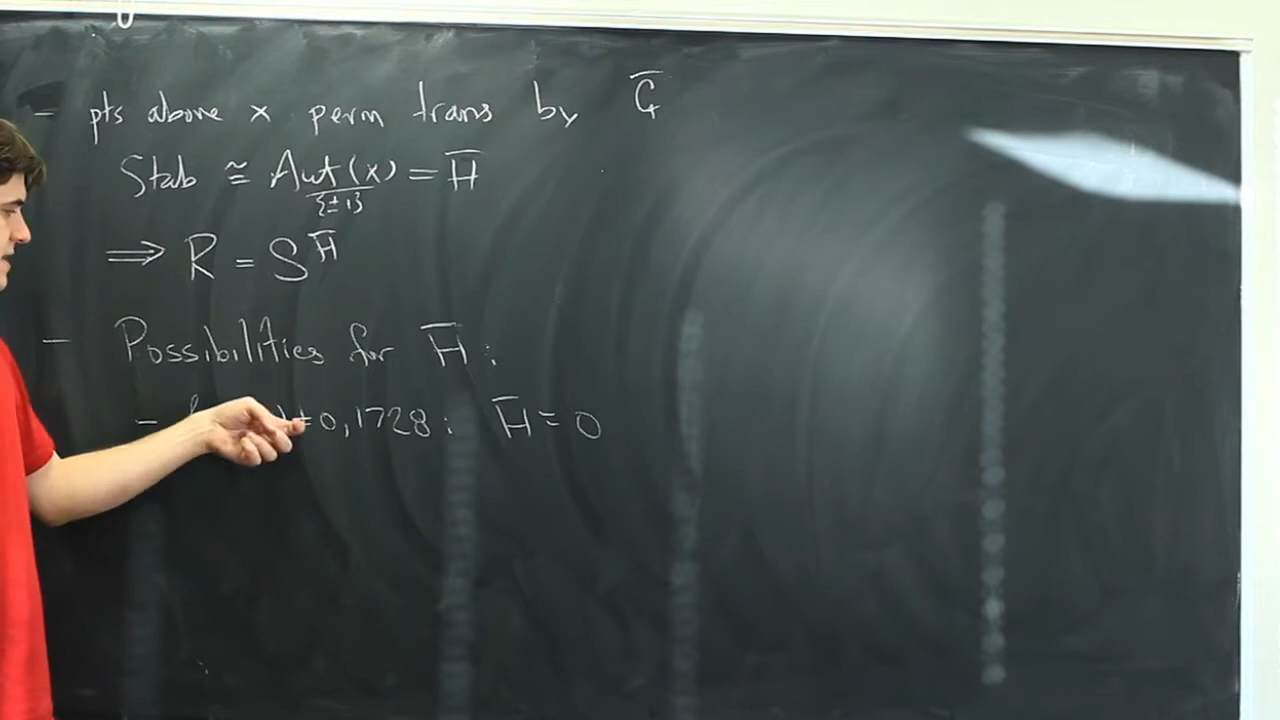 - pts above x perm trans by G̅
Stab ≅ Aut(x)/{±1} = H̅
⟹ R = S^H̅
- Possibilities for H̅ :
- ≠ 0, 1728 : H̅ = 0